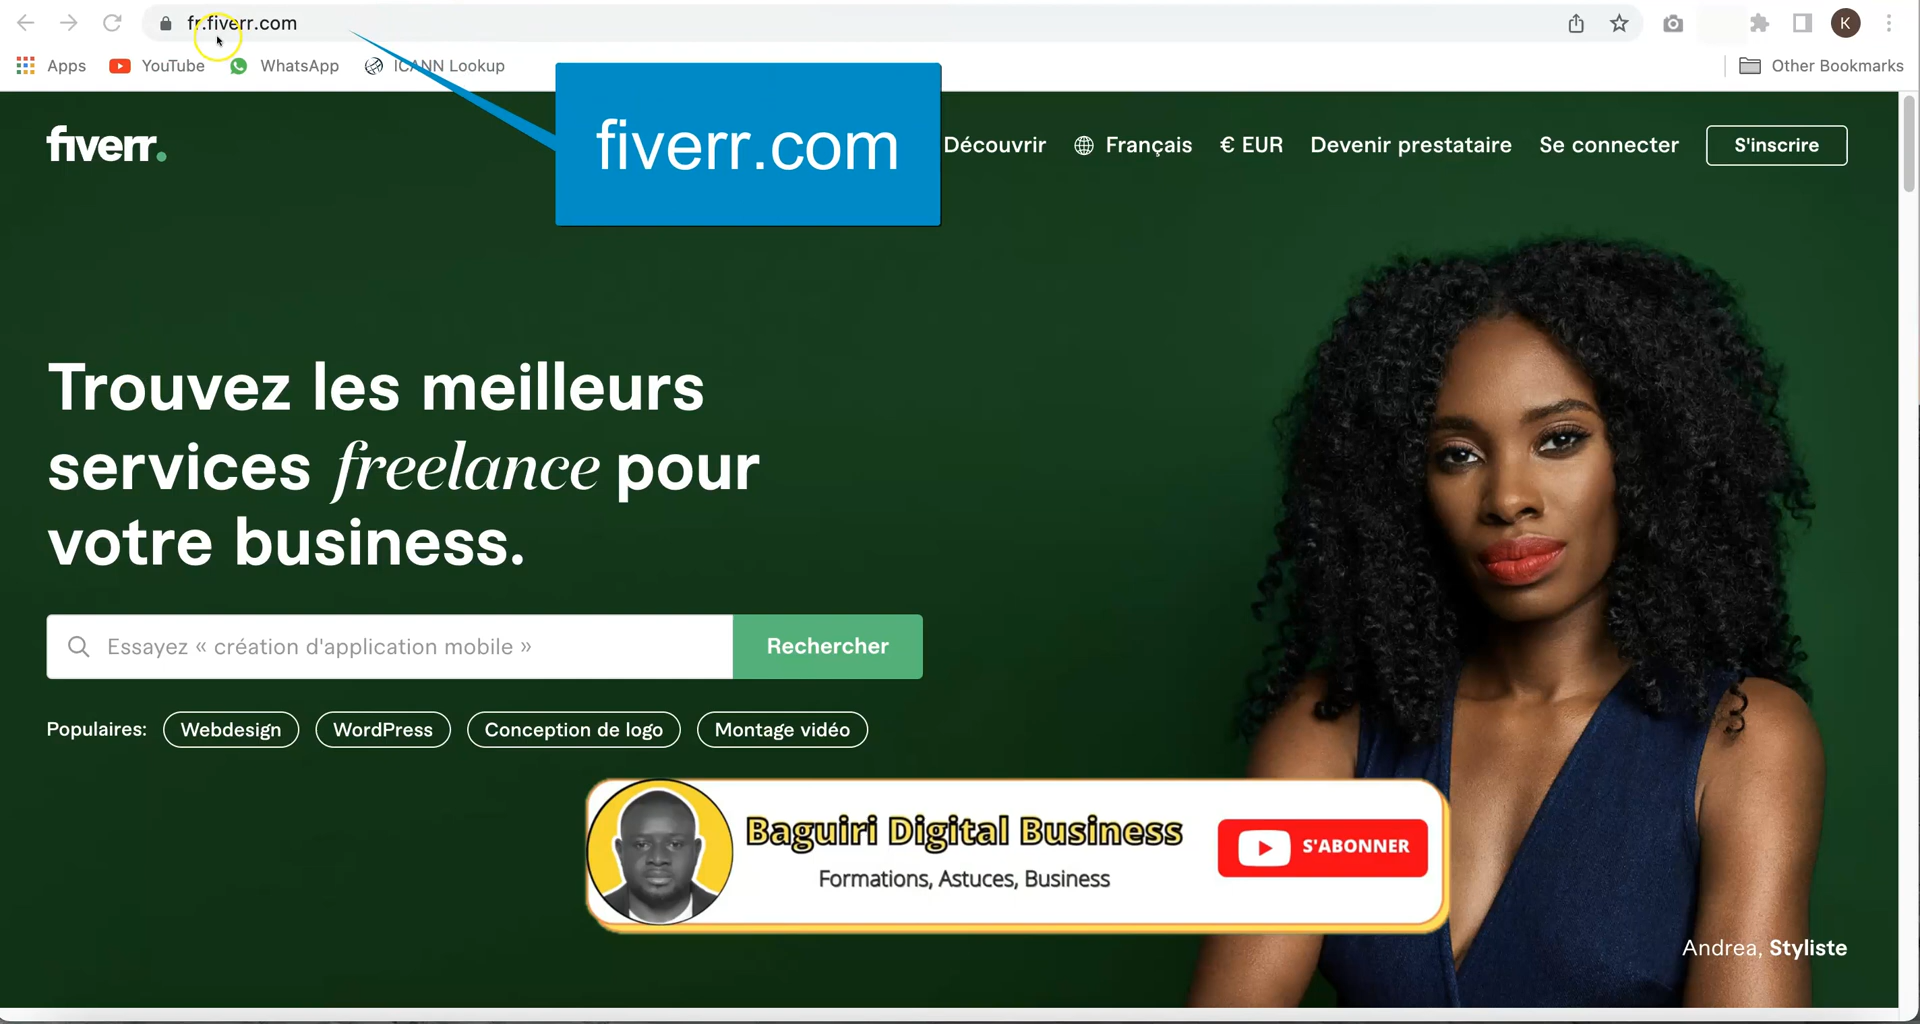 fr.fiverr.com
K
Apps
YouTube
WhatsApp
ICANN Lookup
Other Bookmarks
fiverr.com
fiverr.
Découvrir
Français
€ EUR
Devenir prestataire
Se connecter
S'inscrire
Trouvez les meilleurs
services freelance pour
votre business.
Essayez « création d'application mobile »
Rechercher
Populaires:
Webdesign
WordPress
Conception de logo
Montage vidéo
Baguiri Digital Business
Formations, Astuces, Business
S'ABONNER
Andrea, Styliste